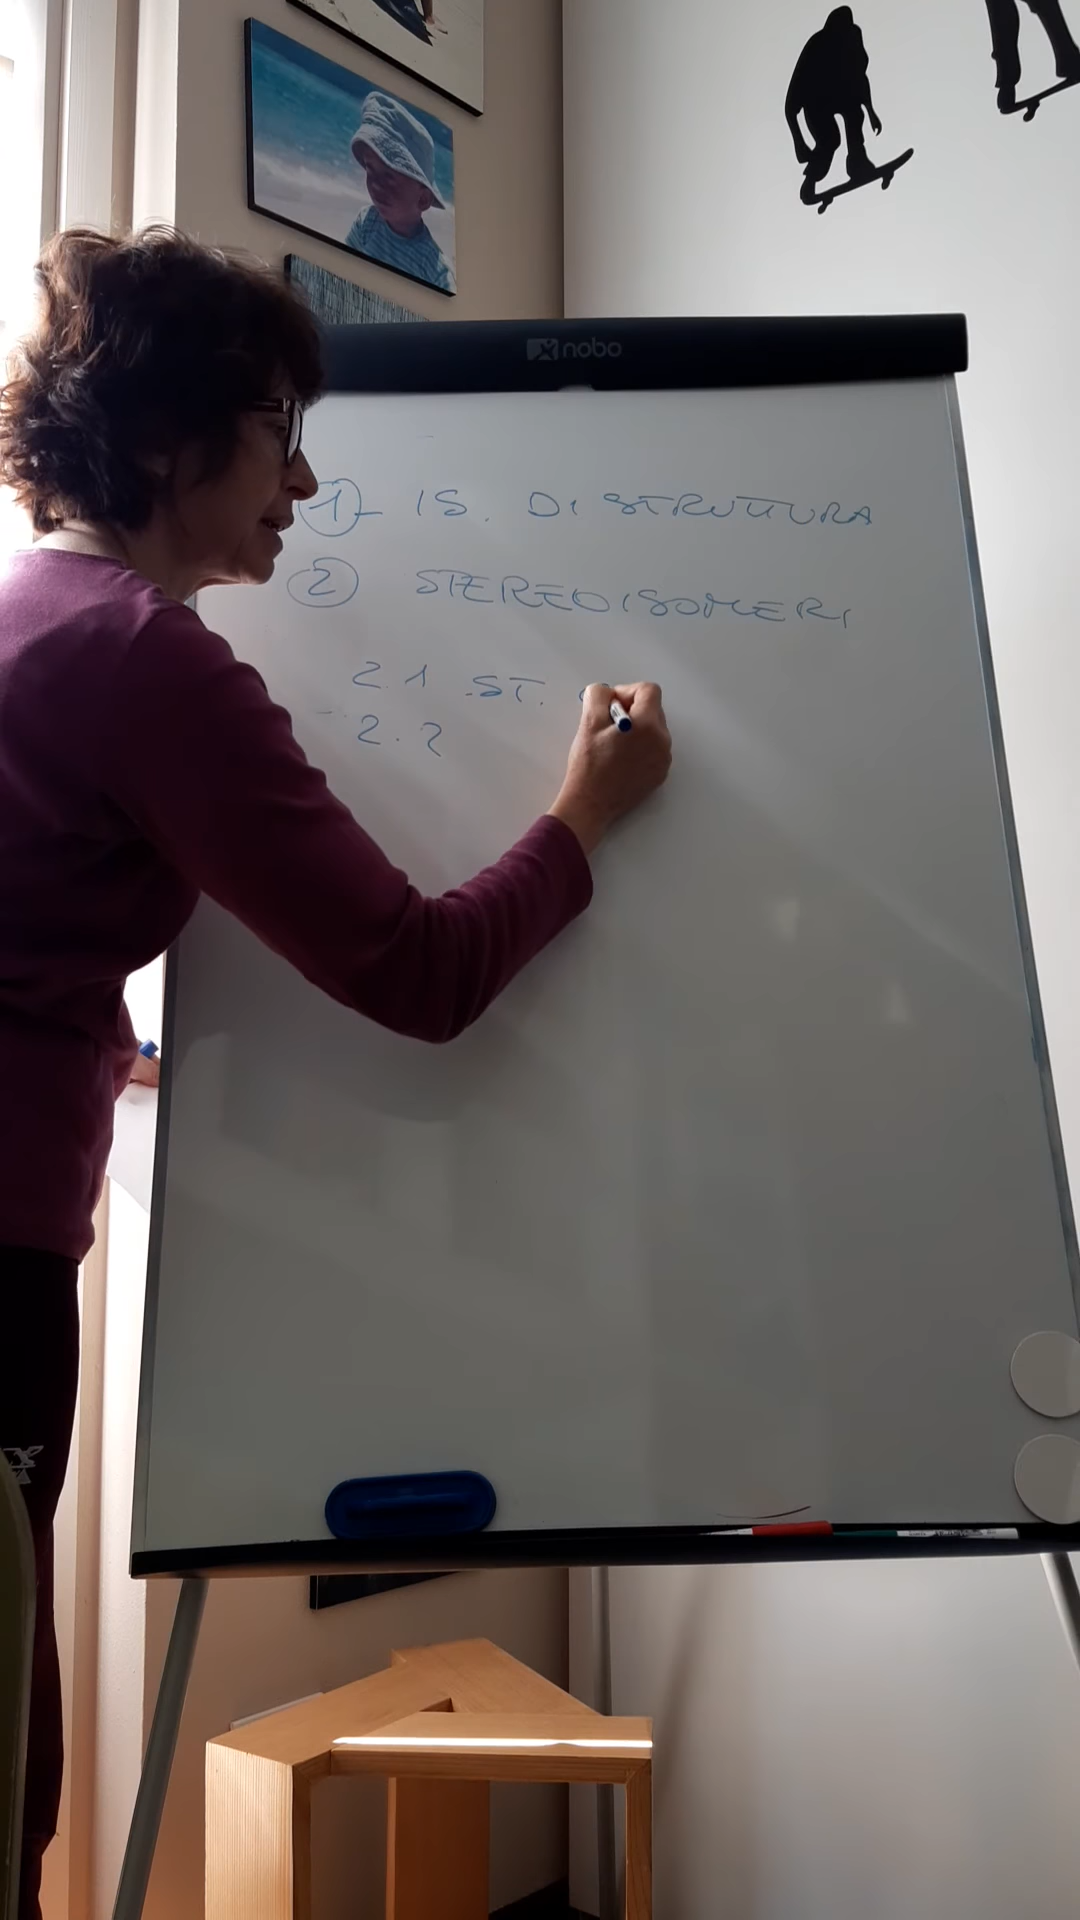 nobo
1 IS. DI STRUTTURA
2 STEREOISOMERI
2.1 ST.
2.2